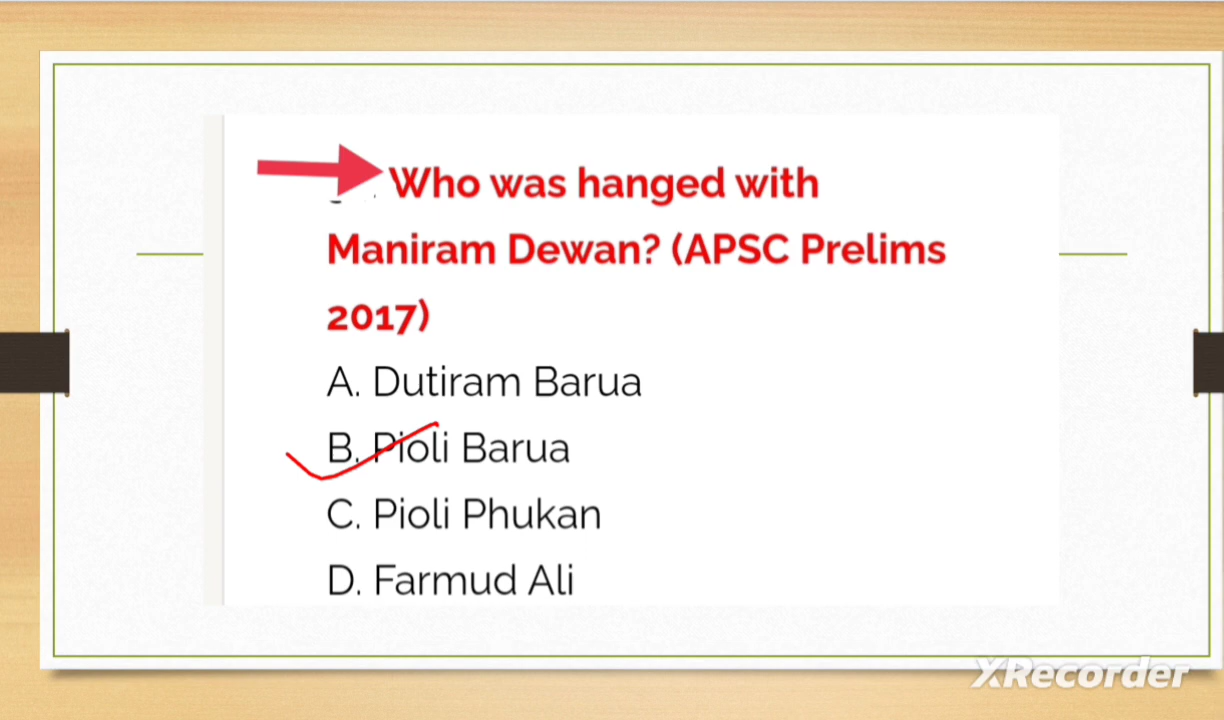 Who was hanged with
Maniram Dewan? (APSC Prelims
2017)
A. Dutiram Barua
B. Pioli Barua
C. Pioli Phukan
D. Farmud Ali
XRecorder